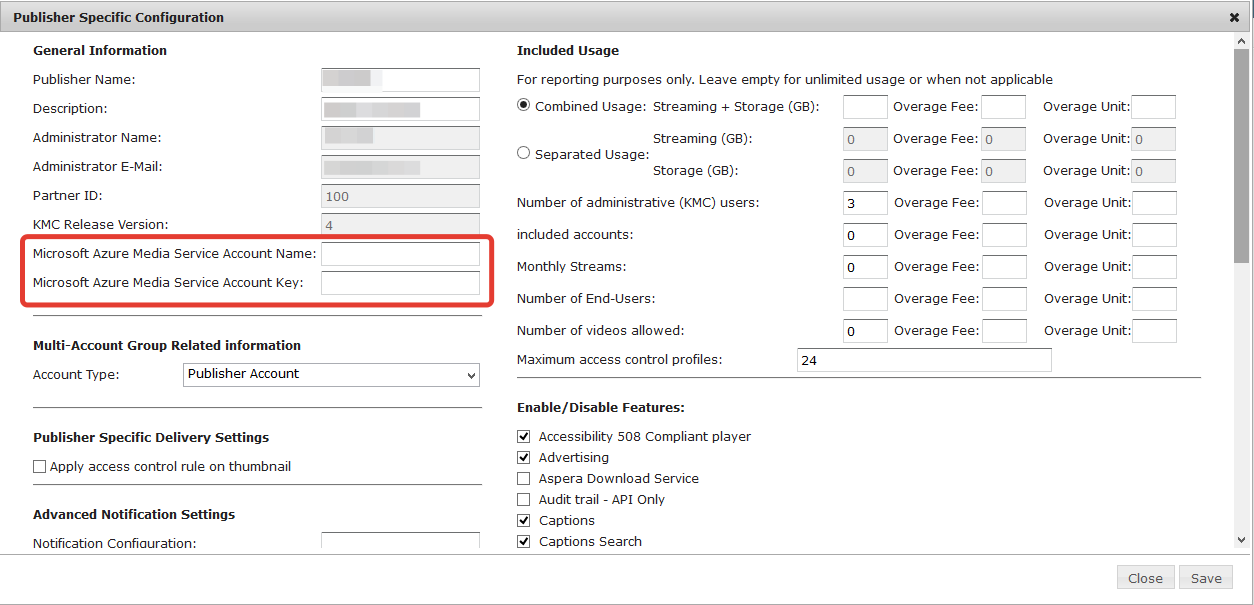 Publisher Specific Configuration
General Information
Publisher Name:
Description:
Administrator Name:
Administrator E-Mail:
Partner ID: 100
KMC Release Version: 4
Microsoft Azure Media Service Account Name:
Microsoft Azure Media Service Account Key:
Multi-Account Group Related information
Account Type: Publisher Account
Publisher Specific Delivery Settings
Apply access control rule on thumbnail
Advanced Notification Settings
Notification Configuration:
Included Usage
For reporting purposes only. Leave empty for unlimited usage or when not applicable
Combined Usage: Streaming + Storage (GB): Overage Fee: Overage Unit:
Streaming (GB): 0 Overage Fee: 0 Overage Unit: 0
Separated Usage:
Storage (GB): 0 Overage Fee: 0 Overage Unit: 0
Number of administrative (KMC) users: 3 Overage Fee: Overage Unit:
included accounts: 0 Overage Fee: Overage Unit:
Monthly Streams: 0 Overage Fee: Overage Unit:
Number of End-Users: Overage Fee: Overage Unit:
Number of videos allowed: 0 Overage Fee: Overage Unit:
Maximum access control profiles: 24
Enable/Disable Features:
Accessibility 508 Compliant player
Advertising
Aspera Download Service
Audit trail - API Only
Captions
Captions Search
Close Save